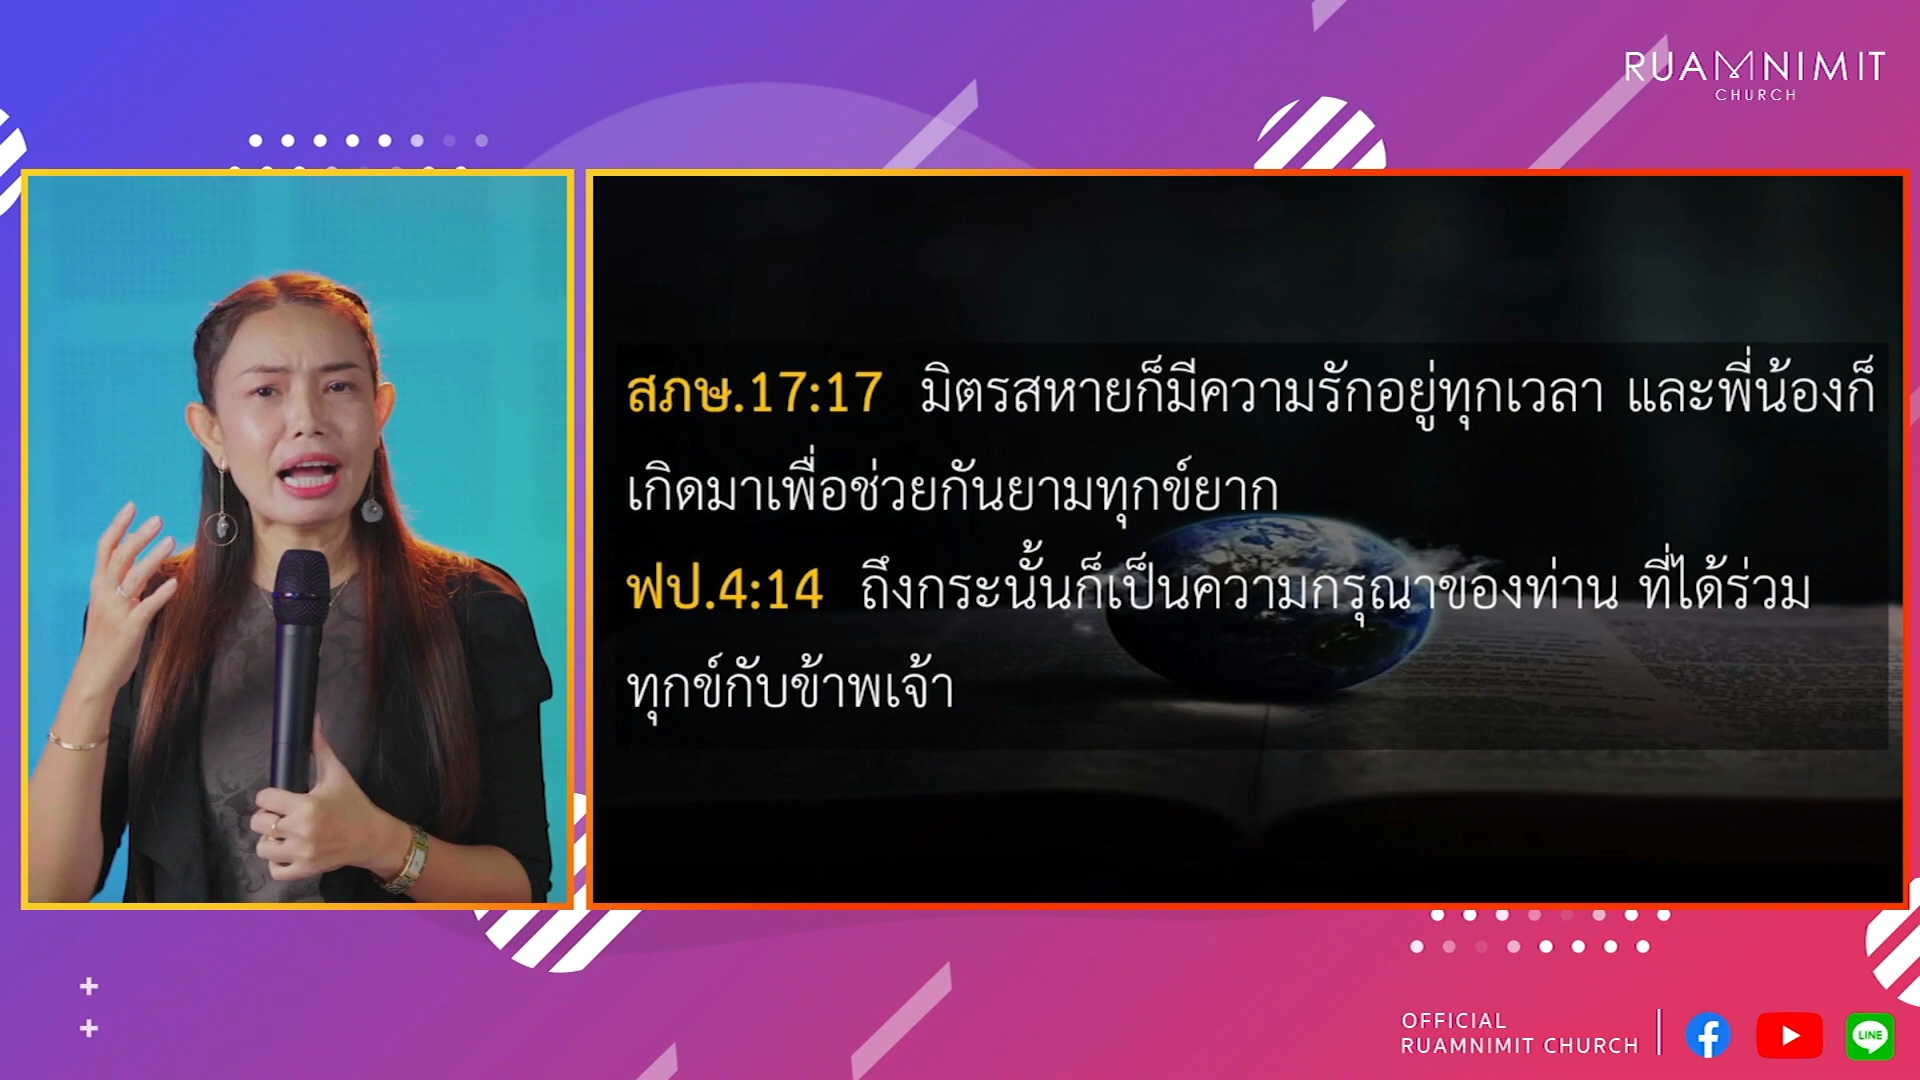 RUAMNIMIT
CHURCH
สภษ.17:17 มิตรสหายก็มีความรักอยู่ทุกเวลา และพี่น้องก็
เกิดมาเพื่อช่วยกันยามทุกข์ยาก
ฟป.4:14 ถึงกระนั้นก็เป็นความกรุณาของท่าน ที่ได้ร่วม
ทุกข์กับข้าพเจ้า
OFFICIAL
RUAMNIMIT CHURCH
LINE